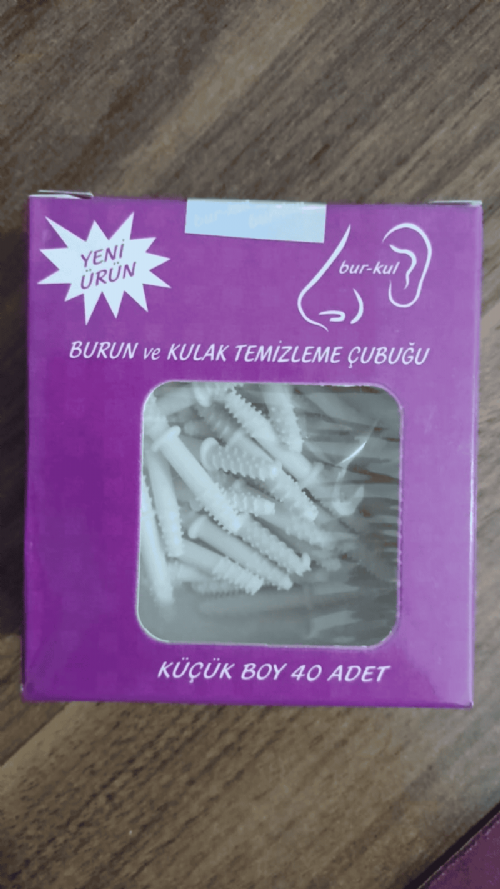 YENİ
ÜRÜN
bur-kul
BURUN ve KULAK TEMİZLEME ÇUBUĞU
KÜÇÜK BOY 40 ADET